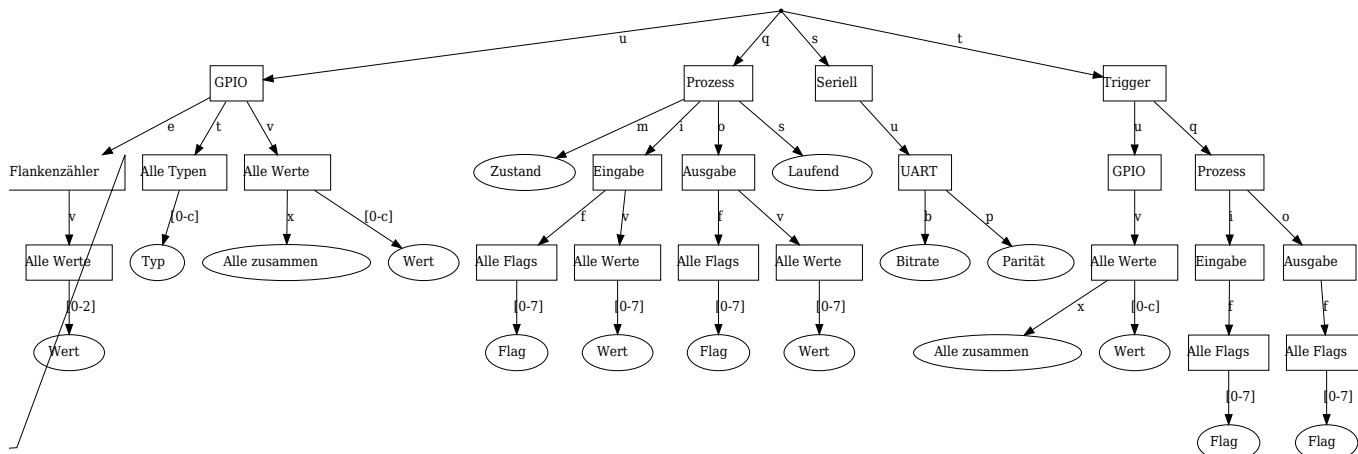 u q s t
GPIO Prozess Seriell Trigger
e t v m i o s u u q
Flankenzähler Alle Typen Alle Werte Zustand Eingabe Ausgabe Laufend UART GPIO Prozess
v [0-c] x [0-c] f v f v b p v i o
Alle Werte Typ Alle zusammen Wert Alle Flags Alle Werte Alle Flags Alle Werte Bitrate Parität Alle Werte Eingabe Ausgabe
[0-2] [0-7] [0-7] [0-7] [0-7] x [0-c] f f
Wert Flag Wert Flag Wert Alle zusammen Wert Alle Flags Alle Flags
[0-7] [0-7]
Flag Flag